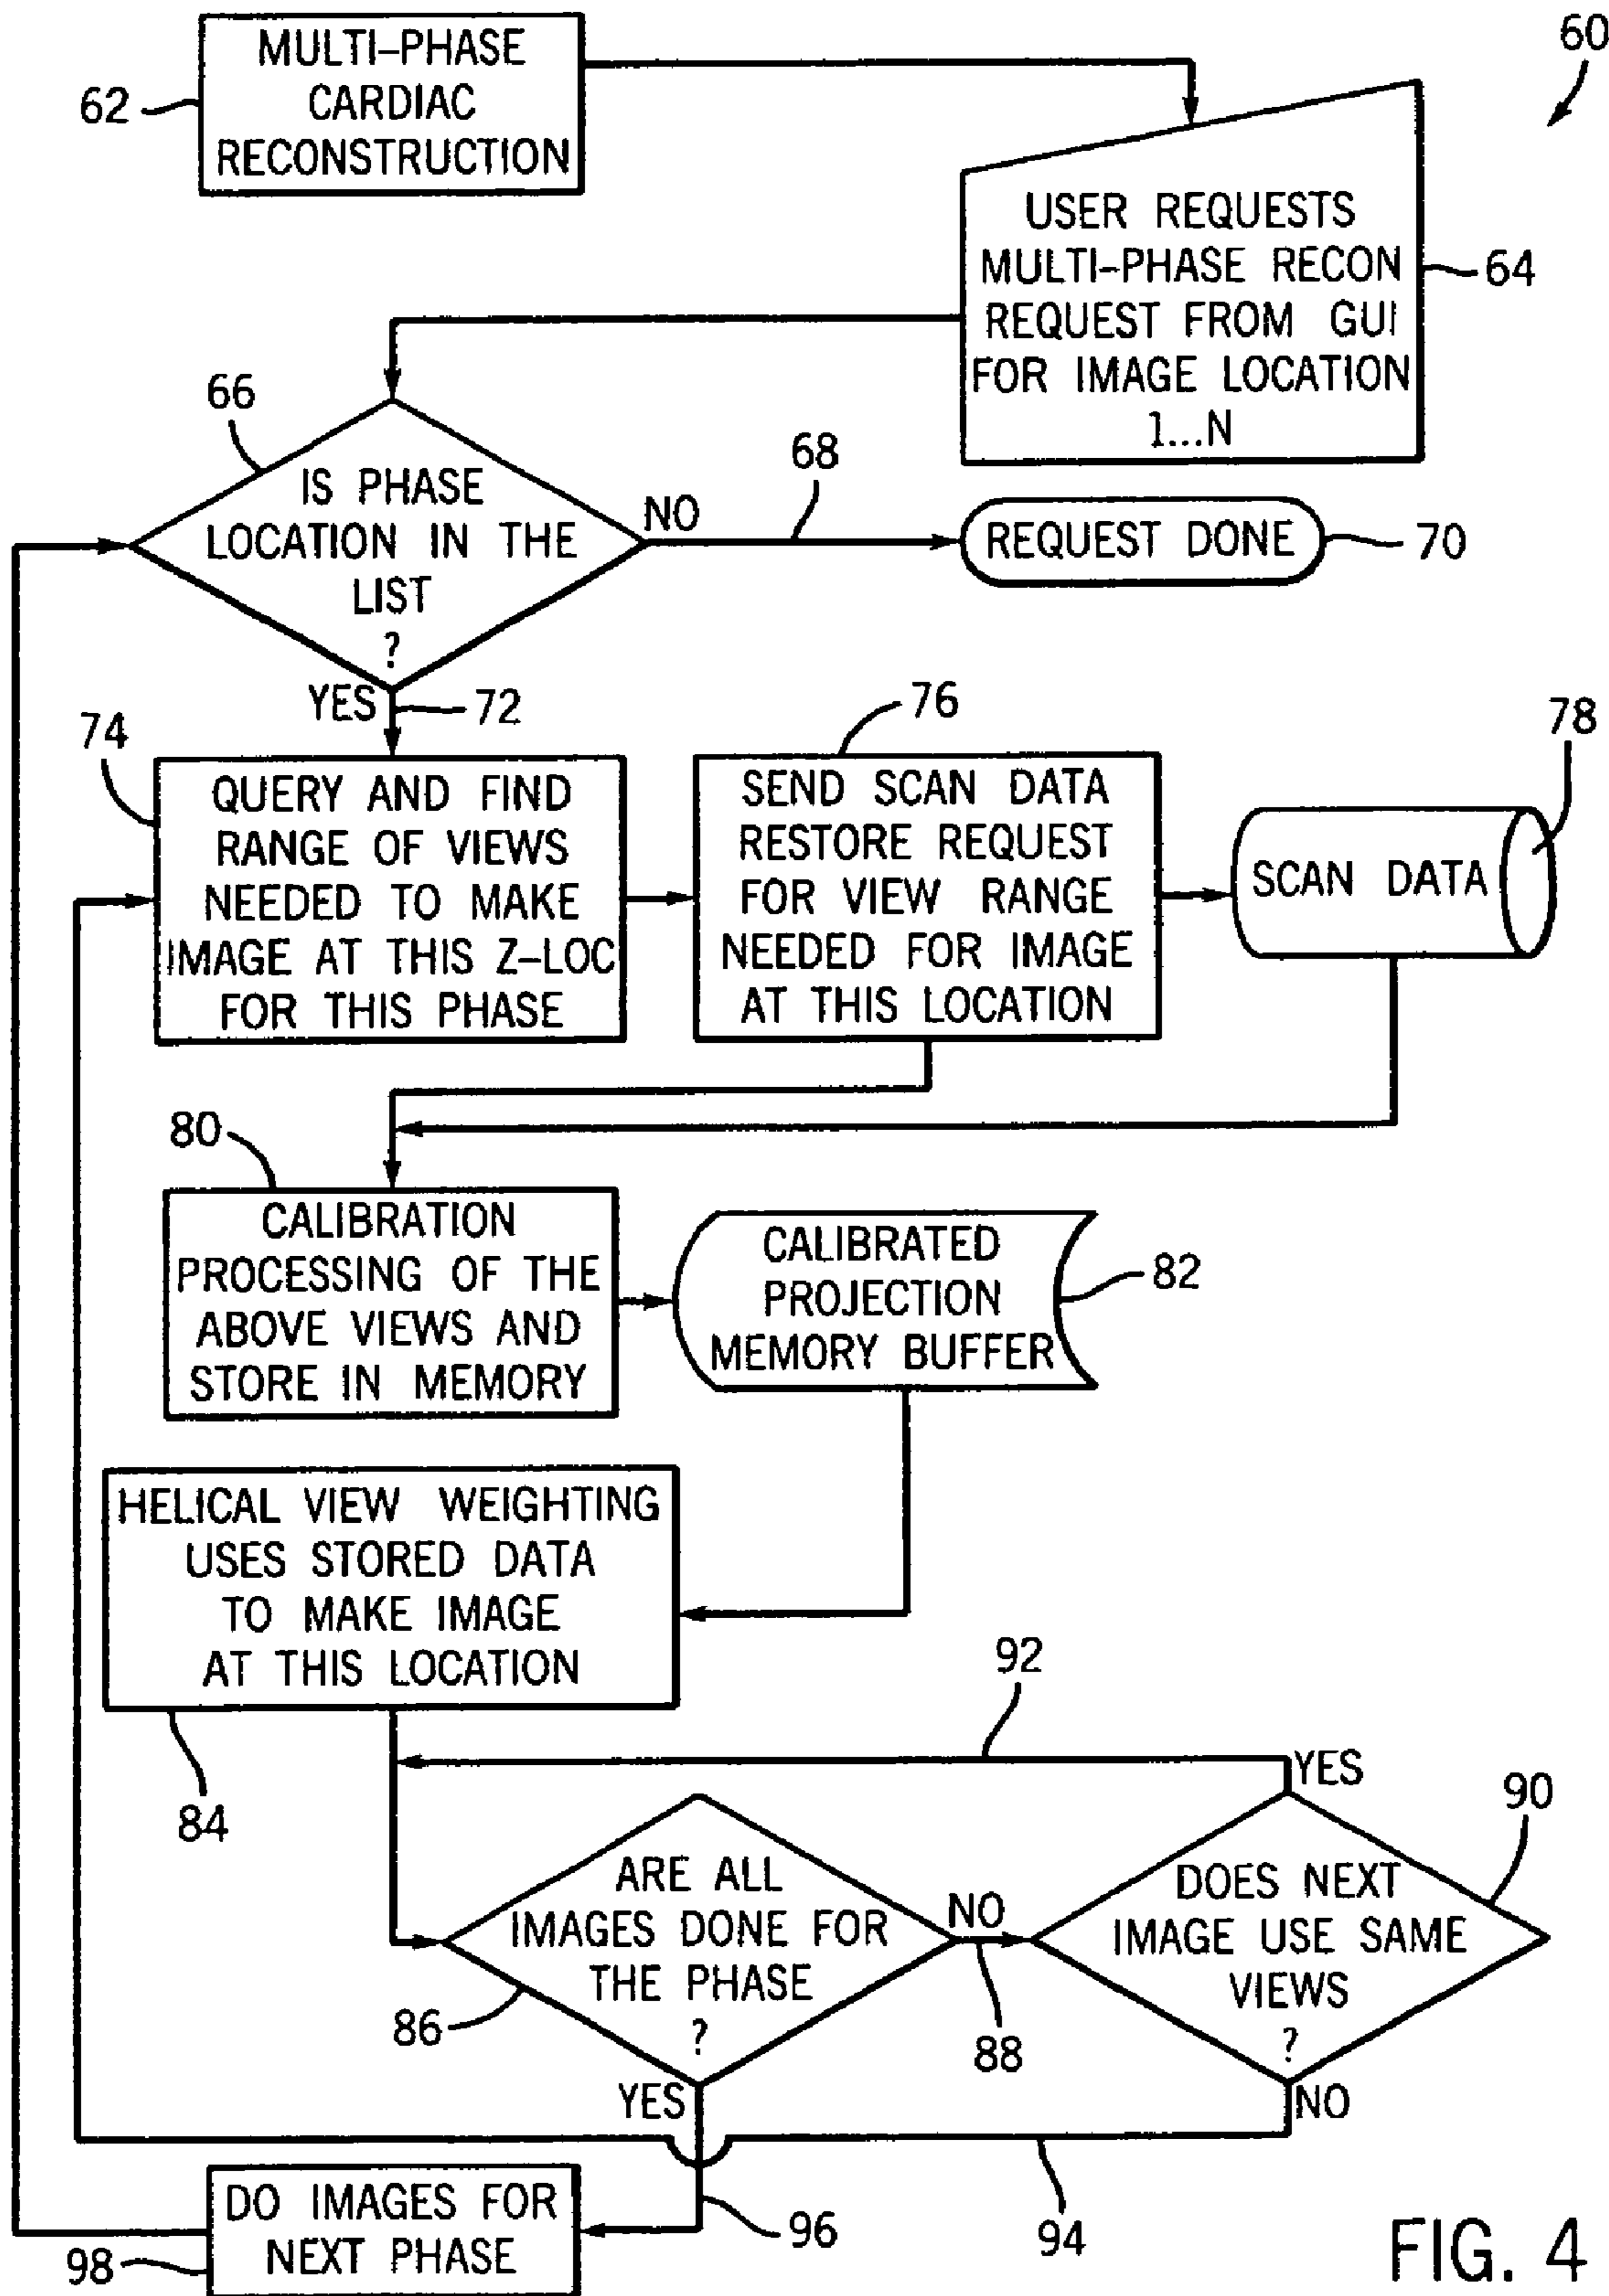 MULTI-PHASE
CARDIAC
RECONSTRUCTION
62
60
USER REQUESTS
MULTI-PHASE RECON
REQUEST FROM GUI
FOR IMAGE LOCATION
1...N
64
66
IS PHASE
LOCATION IN THE
LIST
?
NO
68
REQUEST DONE
70
YES
72
74
QUERY AND FIND
RANGE OF VIEWS
NEEDED TO MAKE
IMAGE AT THIS Z-LOC
FOR THIS PHASE
76
SEND SCAN DATA
RESTORE REQUEST
FOR VIEW RANGE
NEEDED FOR IMAGE
AT THIS LOCATION
78
SCAN DATA
80
CALIBRATION
PROCESSING OF THE
ABOVE VIEWS AND
STORE IN MEMORY
CALIBRATED
PROJECTION
MEMORY BUFFER
82
HELICAL VIEW WEIGHTING
USES STORED DATA
TO MAKE IMAGE
AT THIS LOCATION
84
92
YES
90
ARE ALL
IMAGES DONE FOR
THE PHASE
?
86
NO
88
DOES NEXT
IMAGE USE SAME
VIEWS
?
YES
NO
96
94
DO IMAGES FOR
NEXT PHASE
98
FIG. 4